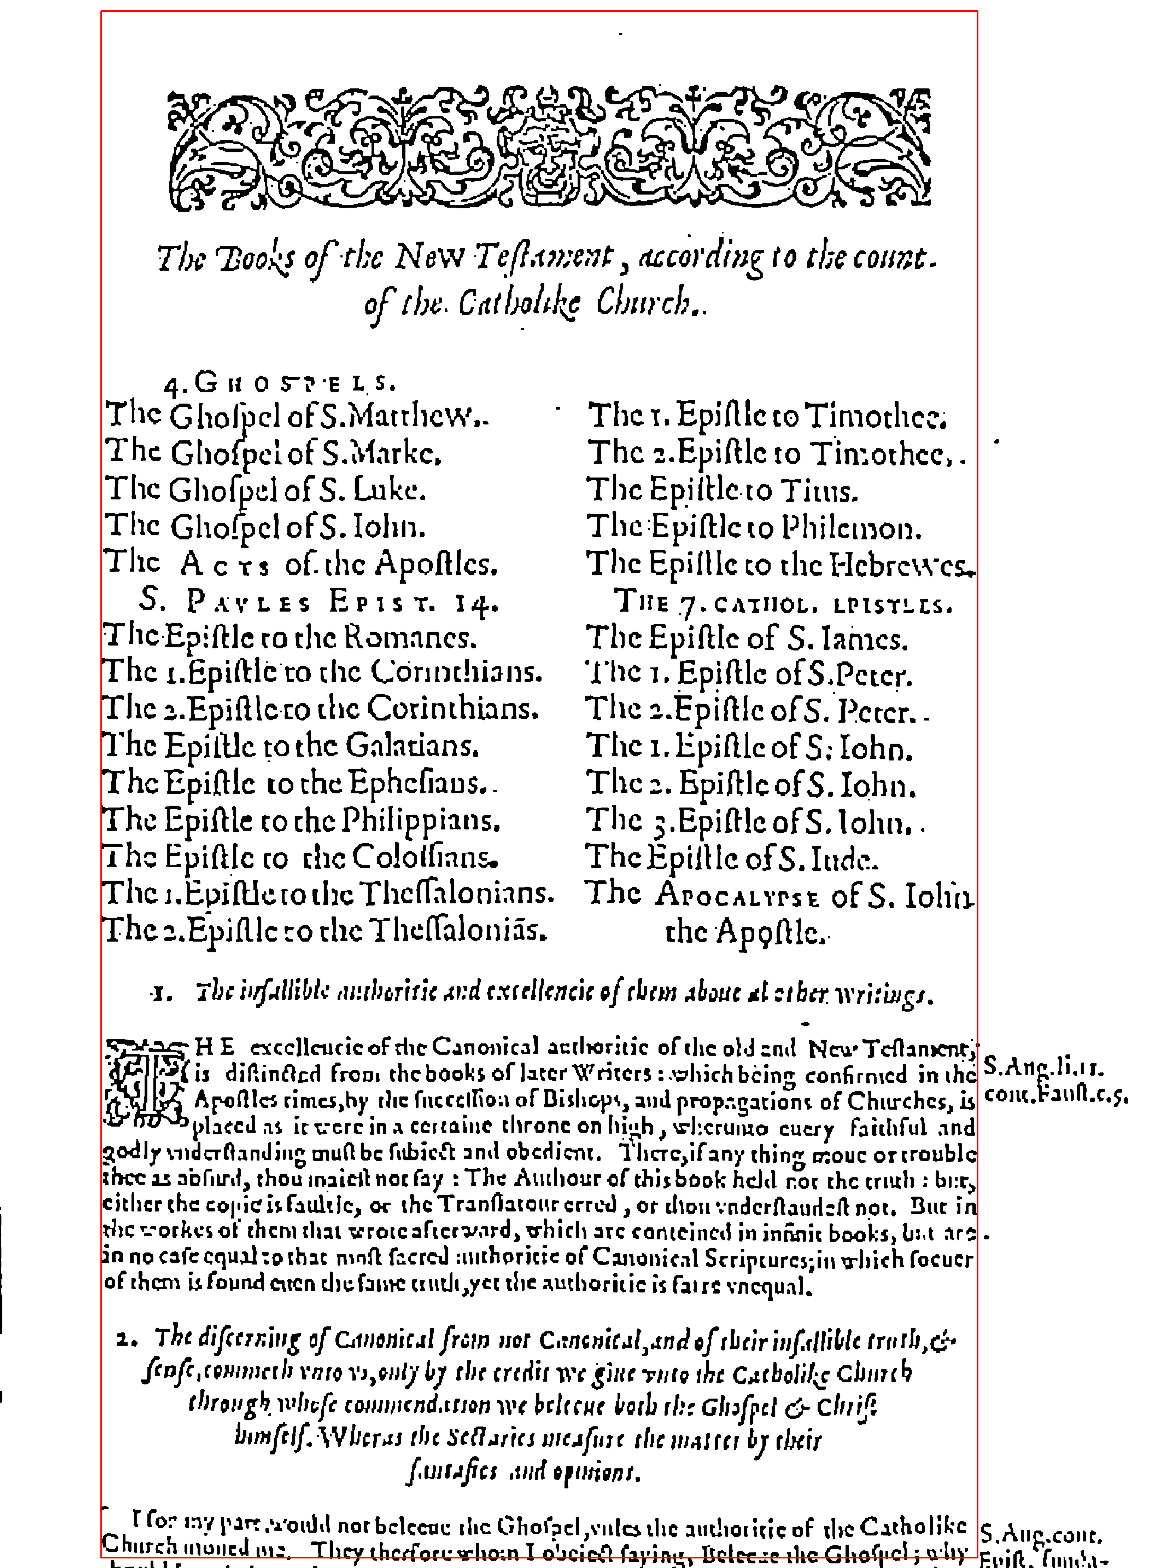 The Books of the New Teſtament, according to the count.
of the Catholike Church.
4. GHOSPELS.
The Ghoſpel of S. Matthew.
The Ghoſpel of S. Marke.
The Ghoſpel of S. Luke.
The Ghoſpel of S. Iohn.
The ACTS of the Apoſtles.
S. PAVLES EPIST. 14.
The Epiſtle to the Romanes.
The 1. Epiſtle to the Corinthians.
The 2. Epiſtle to the Corinthians.
The Epiſtle to the Galatians.
The Epiſtle to the Epheſians.
The Epiſtle to the Philippians.
The Epiſtle to the Coloſſians.
The 1. Epiſtle to the Theſſalonians.
The 2. Epiſtle to the Theſſaloniãs.
The 1. Epiſtle to Timothee.
The 2. Epiſtle to Timothee.
The Epiſtle to Titus.
The Epiſtle to Philemon.
The Epiſtle to the Hebrewes.
THE 7. CATHOL. EPISTLES.
The Epiſtle of S. Iames.
The 1. Epiſtle of S. Peter.
The 2. Epiſtle of S. Peter.
The 1. Epiſtle of S. Iohn.
The 2. Epiſtle of S. Iohn.
The 3. Epiſtle of S. Iohn.
The Epiſtle of S. Iude.
The APOCALYPSE of S. Iohn
the Apoſtle.
1. The infallible authoritie and excellencie of them aboue al other writings.
THE excellencie of the Canonical authoritie of the old and New Teſtament,
is diſtincted from the books of later Writers: which being confirmed in the
Apoſtles times, by the ſucceſſion of Biſhops, and propagations of Churches, is
placed as it were in a certaine throne on high, wherunto euery faithful and
godly vnderſtanding muſt be ſubiect and obedient. There, if any thing moue or trouble
thee as abſurd, thou maieſt not ſay: The Authour of this book held not the truth: but,
either the copie is faultie, or the Tranſlatour erred, or thou vnderſtandeſt not. But in
the workes of them that wrote afterward, which are conteined in infinit books, but are
in no caſe equal to that moſt ſacred authoritie of Canonical Scriptures; in which ſoeuer
of them is found euen the ſame truth, yet the authoritie is farre vnequal.
S. Aug. li. 11.
cont. Fauſt. c. 5.
2. The diſcerning of Canonical from not Canonical, and of their infallible truth, &
ſenſe, commeth vnto vs, only by the credit we giue vnto the Catholike Church
through whoſe commendation we beleeue both the Ghoſpel & Chriſt
himſelf. Wheras the Sectaries meaſure the matter by their
fantaſies and opinions.
I for my part, would not beleeue the Ghoſpel, vnles the authoritie of the Catholike
Church moued me. They therfore whom I obeied ſaying, Beleeue the Ghoſpel; why
S. Aug. cont.
Epiſt. funda-